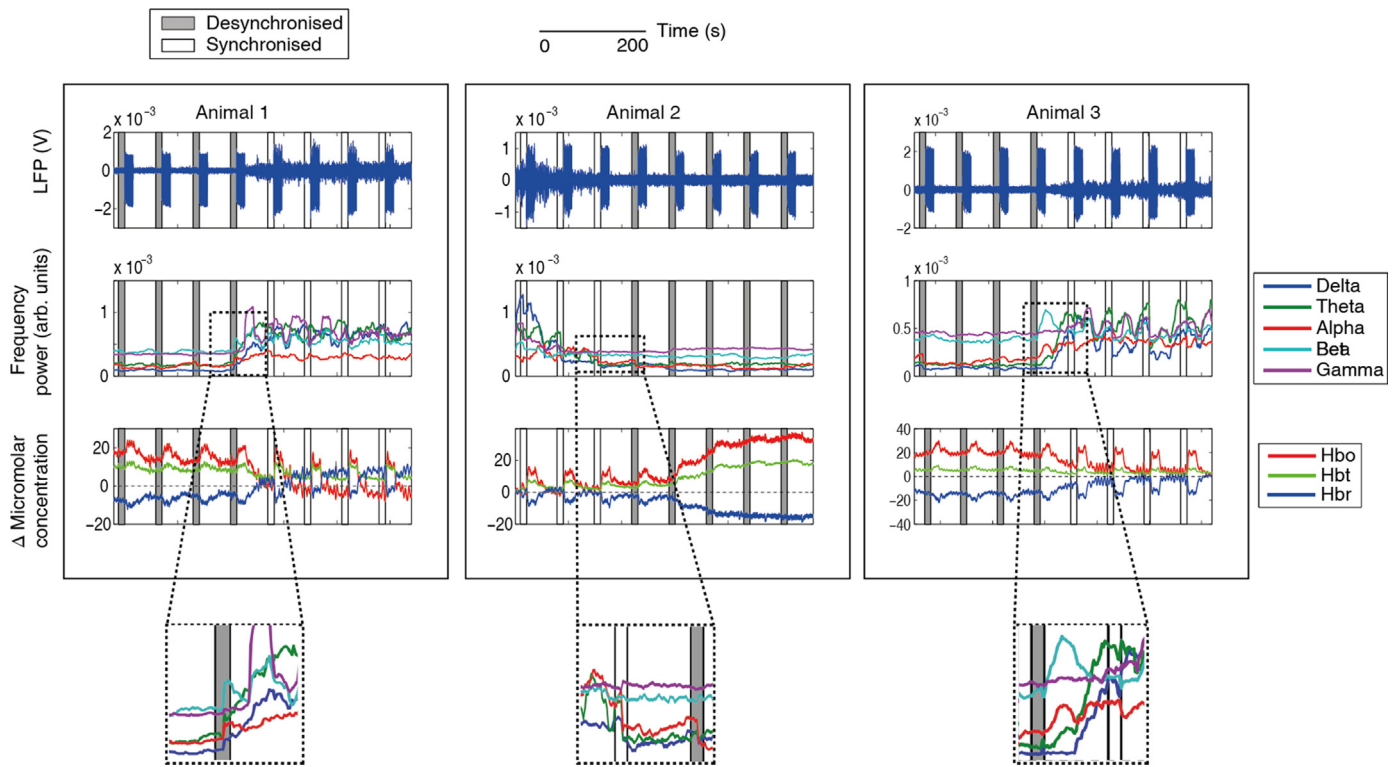 Desynchronised
Synchronised
Time (s)
0 200
Animal 1
Animal 2
Animal 3
LFP (V)
x 10⁻³
2
0
−2
x 10⁻³
1
0
−1
x 10⁻³
2
0
−2
Frequency
power (arb. units)
x 10⁻³
1
0
x 10⁻³
1
0
x 10⁻³
1
0.5
0
Delta
Theta
Alpha
Beta
Gamma
Δ Micromolar
concentration
20
0
−20
20
0
−20
40
20
0
−20
−40
Hbo
Hbt
Hbr